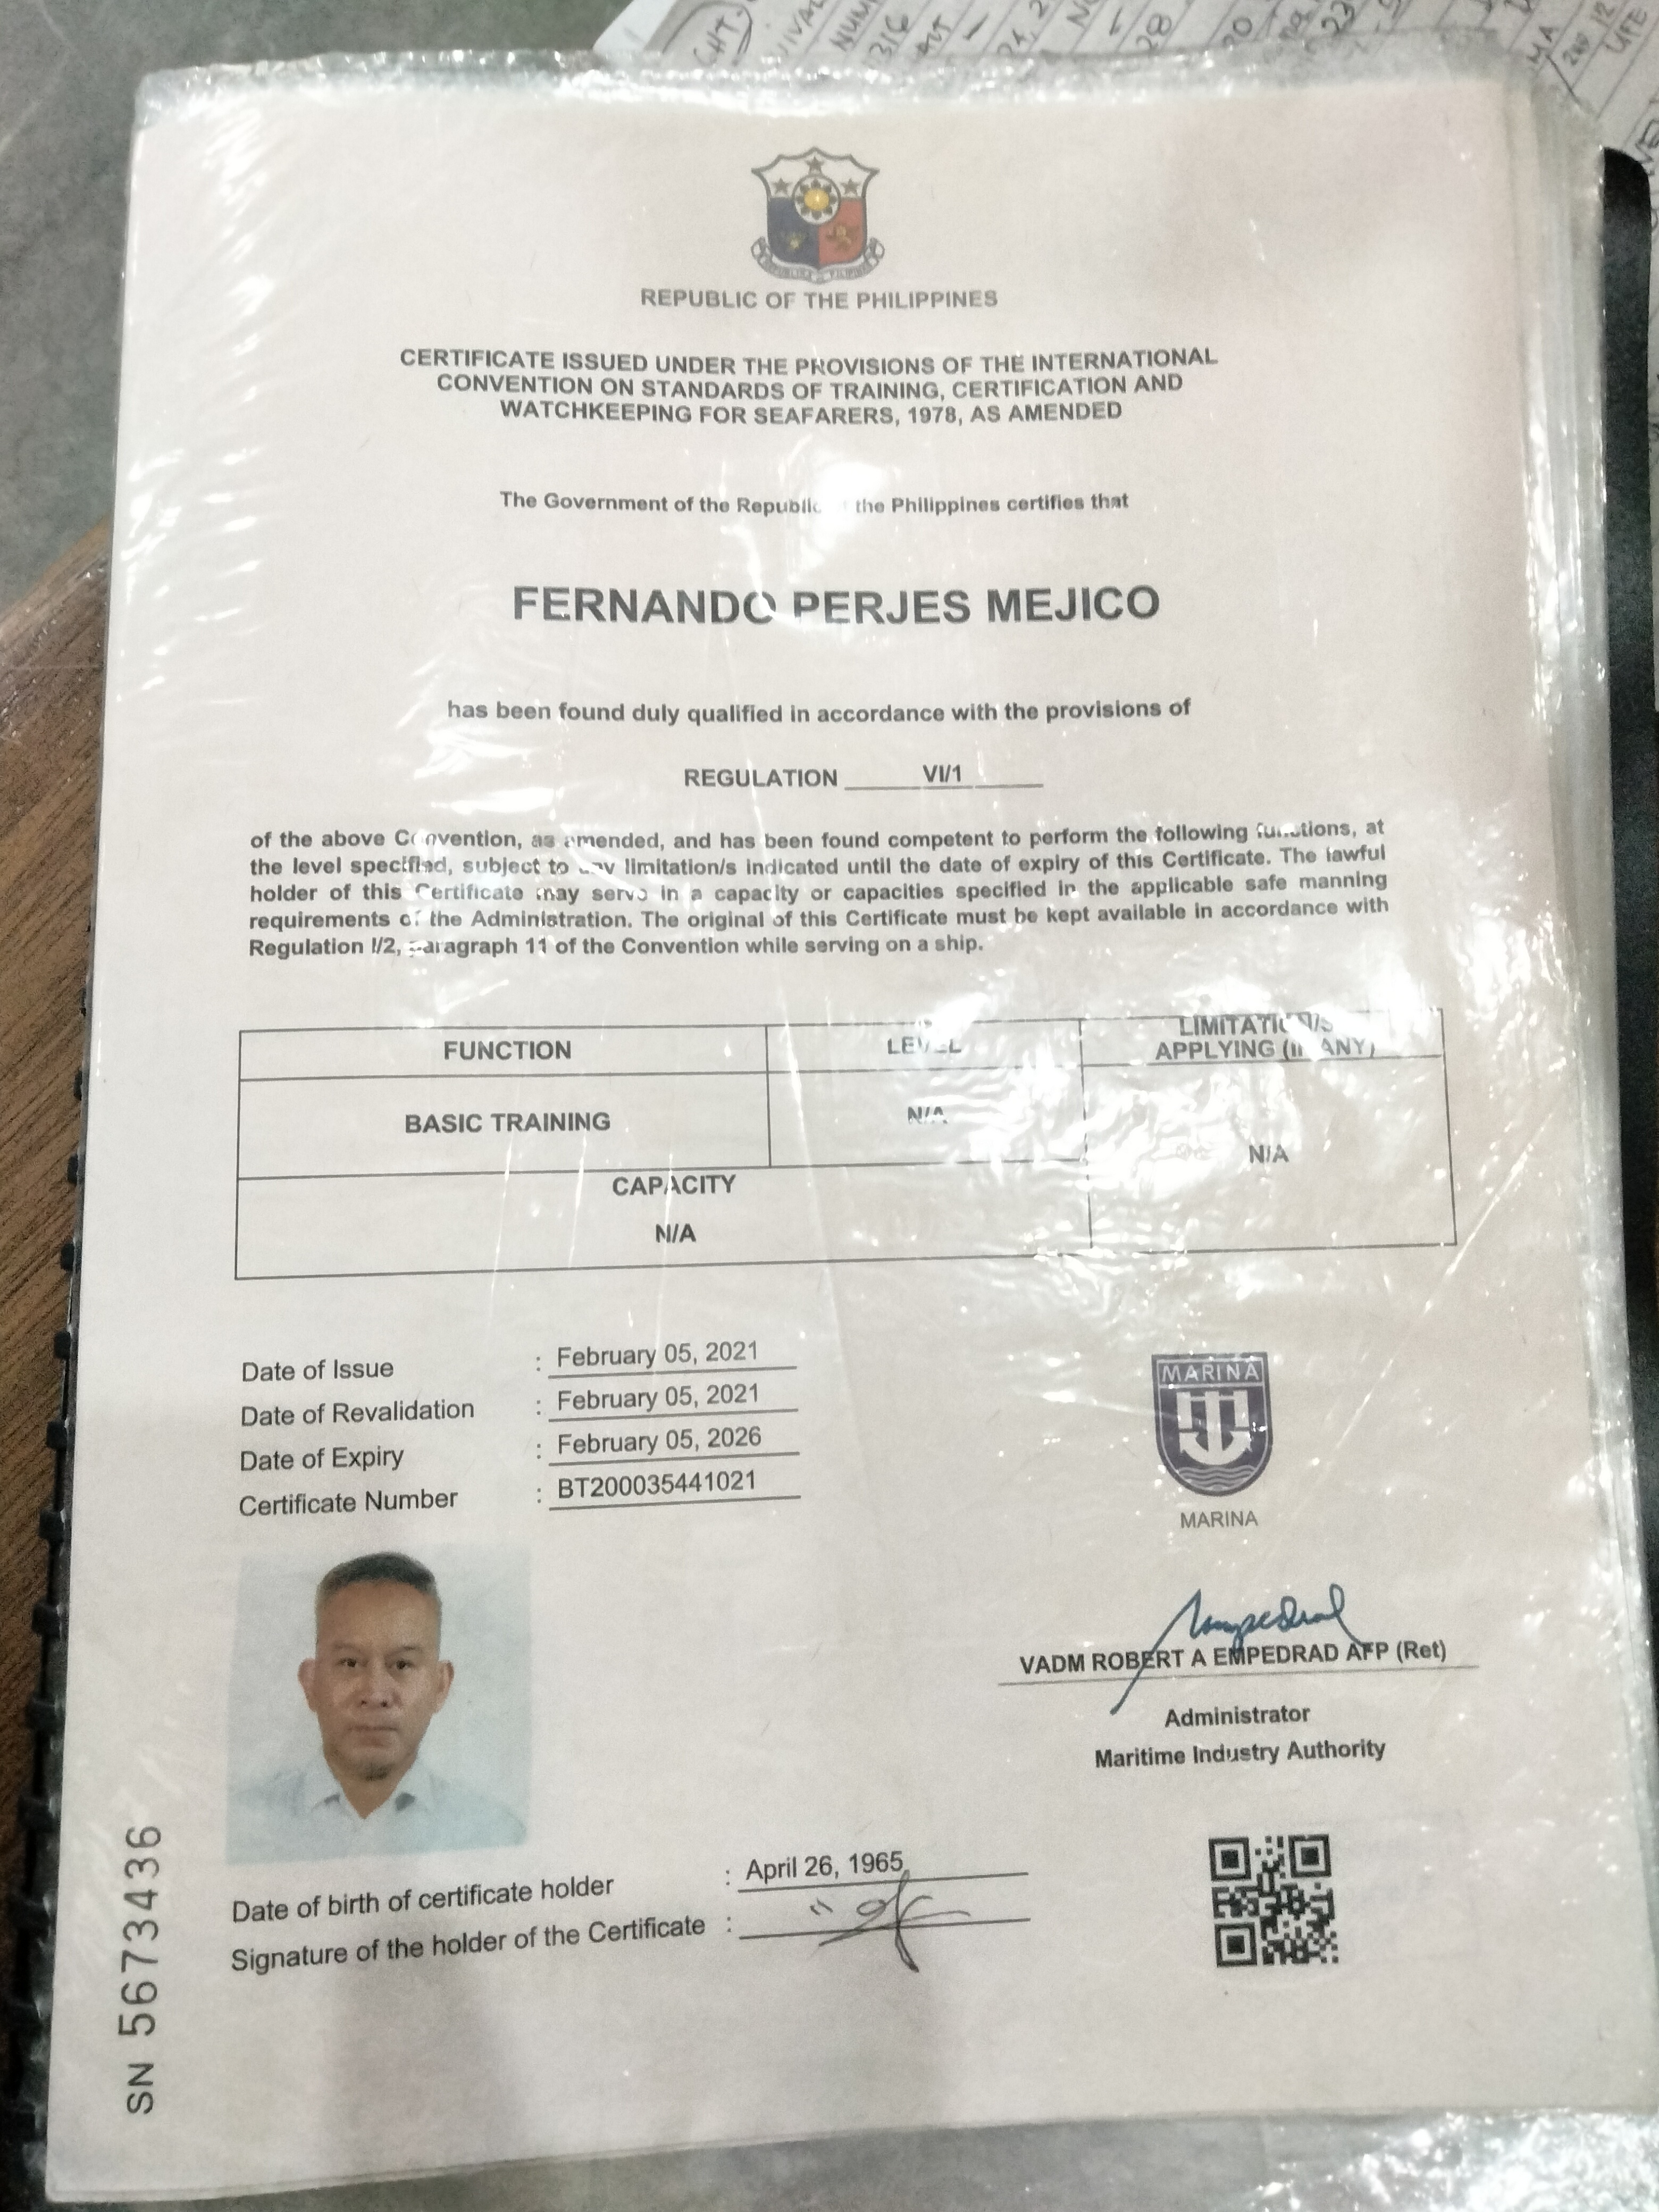 REPUBLIC OF THE PHILIPPINES
CERTIFICATE ISSUED UNDER THE PROVISIONS OF THE INTERNATIONAL
CONVENTION ON STANDARDS OF TRAINING, CERTIFICATION AND
WATCHKEEPING FOR SEAFARERS, 1978, AS AMENDED
The Government of the Republic the Philippines certifies that
FERNANDO PERJES MEJICO
has been found duly qualified in accordance with the provisions of
REGULATION VI/1
of the above Convention, as amended, and has been found competent to perform the following functions, at
the level specified, subject to any limitation/s indicated until the date of expiry of this Certificate. The lawful
holder of this Certificate may serve in a capacity or capacities specified in the applicable safe manning
requirements of the Administration. The original of this Certificate must be kept available in accordance with
Regulation I/2, paragraph 11 of the Convention while serving on a ship.
FUNCTION LEVEL LIMITATION/S
APPLYING (IF ANY)
BASIC TRAINING N/A N/A
CAPACITY
N/A
Date of Issue : February 05, 2021
Date of Revalidation : February 05, 2021
Date of Expiry : February 05, 2026
Certificate Number : BT200035441021
MARINA
MARINA
VADM ROBERT A EMPEDRAD AFP (Ret)
Administrator
Maritime Industry Authority
Date of birth of certificate holder : April 26, 1965
Signature of the holder of the Certificate :
SN 5673436